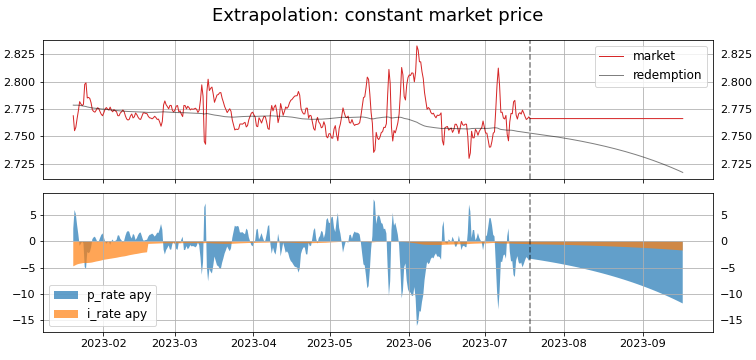 Extrapolation: constant market price
2.825 2.825
market
redemption
2.800 2.800
2.775 2.775
2.750 2.750
2.725 2.725
5 5
0 0
−5 −5
−10 −10
−15 −15
p_rate apy
i_rate apy
2023-02 2023-03 2023-04 2023-05 2023-06 2023-07 2023-08 2023-09